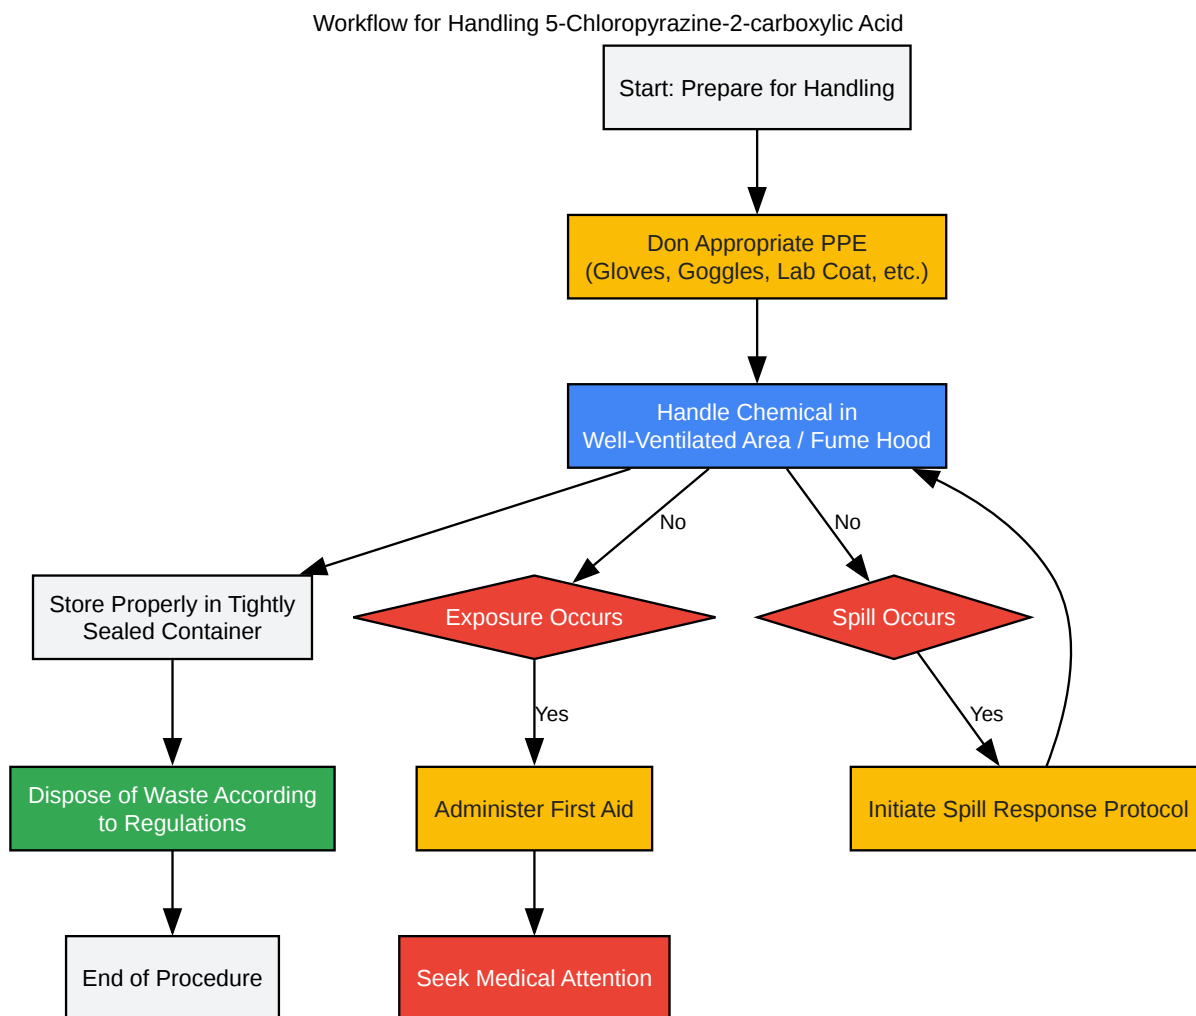 Workflow for Handling 5-Chloropyrazine-2-carboxylic Acid
Start: Prepare for Handling
Don Appropriate PPE
(Gloves, Goggles, Lab Coat, etc.)
Handle Chemical in
Well-Ventilated Area / Fume Hood
No
No
Store Properly in Tightly
Sealed Container
Exposure Occurs
Spill Occurs
Yes
Yes
Dispose of Waste According
to Regulations
Administer First Aid
Initiate Spill Response Protocol
End of Procedure
Seek Medical Attention